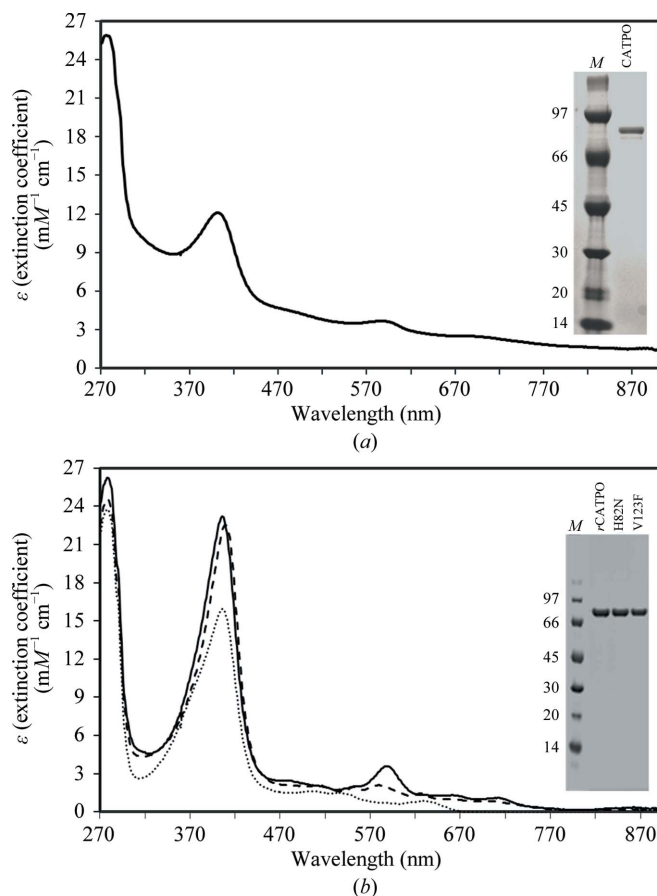 27
24
21
18
15
12
9
6
3
0
ε (extinction coefficient)
(mM⁻¹ cm⁻¹)
270 370 470 570 670 770 870
Wavelength (nm)
M CATPO
97
66
45
30
20
14
(a)
27
24
21
18
15
12
9
6
3
0
ε (extinction coefficient)
(mM⁻¹ cm⁻¹)
270 370 470 570 670 770 870
Wavelength (nm)
M rCATPO H82N V123F
97
66
45
30
20
14
(b)